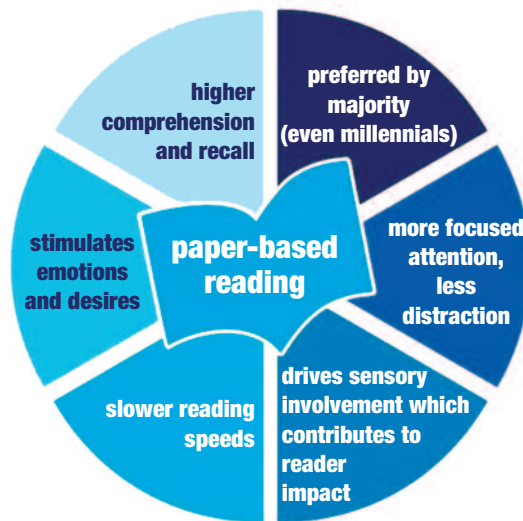 paper-based
reading
preferred by
majority
(even millennials)
more focused
attention,
less
distraction
drives sensory
involvement which
contributes to
reader
impact
slower reading
speeds
stimulates
emotions
and desires
higher
comprehension
and recall